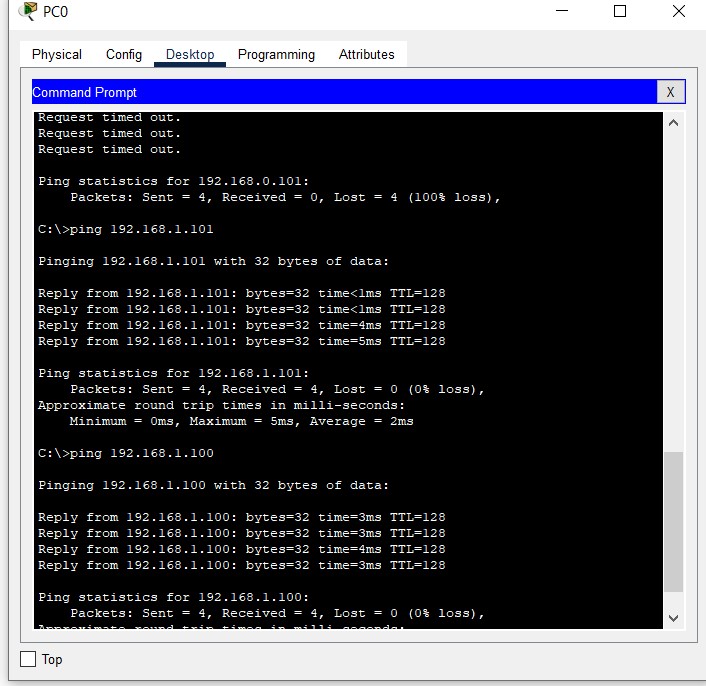 PC0
Physical Config Desktop Programming Attributes
Command Prompt X
Request timed out.
Request timed out.
Request timed out.
Ping statistics for 192.168.0.101:
Packets: Sent = 4, Received = 0, Lost = 4 (100% loss),
C:\>ping 192.168.1.101
Pinging 192.168.1.101 with 32 bytes of data:
Reply from 192.168.1.101: bytes=32 time<1ms TTL=128
Reply from 192.168.1.101: bytes=32 time<1ms TTL=128
Reply from 192.168.1.101: bytes=32 time=4ms TTL=128
Reply from 192.168.1.101: bytes=32 time=5ms TTL=128
Ping statistics for 192.168.1.101:
Packets: Sent = 4, Received = 4, Lost = 0 (0% loss),
Approximate round trip times in milli-seconds:
Minimum = 0ms, Maximum = 5ms, Average = 2ms
C:\>ping 192.168.1.100
Pinging 192.168.1.100 with 32 bytes of data:
Reply from 192.168.1.100: bytes=32 time=3ms TTL=128
Reply from 192.168.1.100: bytes=32 time=3ms TTL=128
Reply from 192.168.1.100: bytes=32 time=4ms TTL=128
Reply from 192.168.1.100: bytes=32 time=3ms TTL=128
Ping statistics for 192.168.1.100:
Packets: Sent = 4, Received = 4, Lost = 0 (0% loss),
Approximate round trip times in milli-seconds:
Top